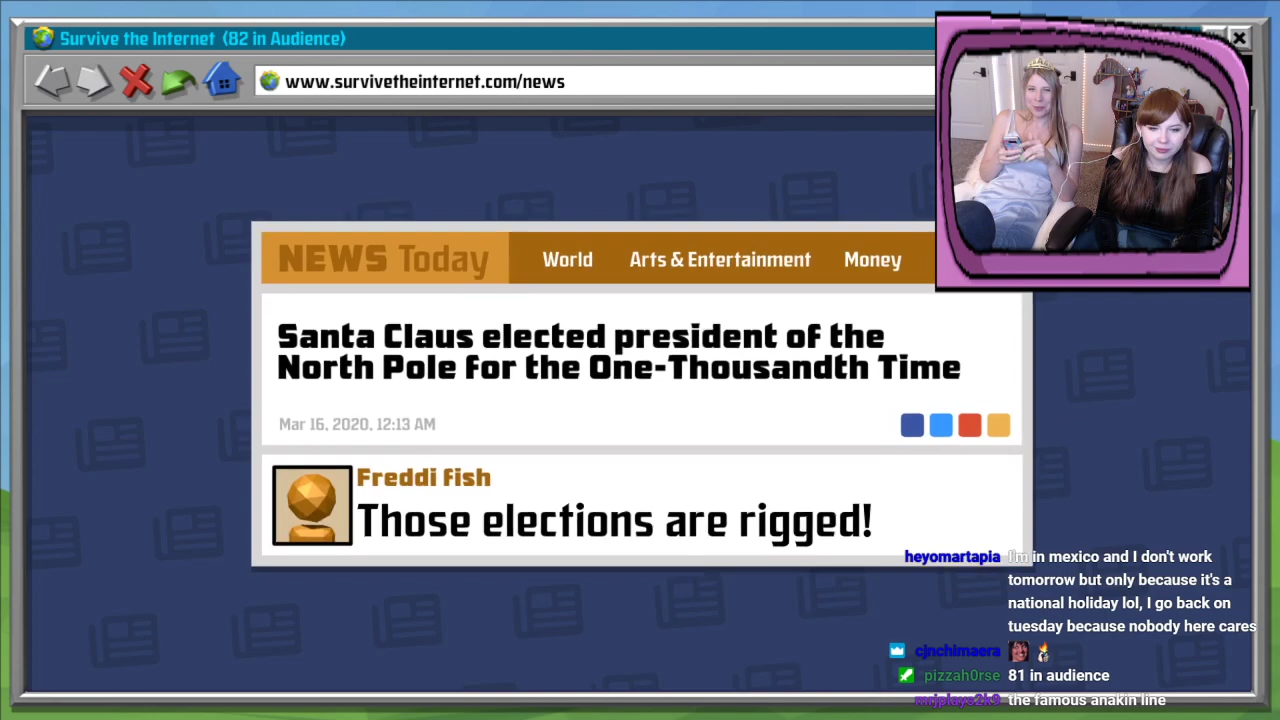 Survive the Internet (82 in Audience)
www.survivetheinternet.com/news
NEWS Today World Arts & Entertainment Money
Santa Claus elected president of the
North Pole for the One-Thousandth Time
Mar 16, 2020, 12:13 AM
Freddi fish
Those elections are rigged!
heyomartapia I'm in mexico and I don't work
tomorrow but only because it's a
national holiday lol, I go back on
tuesday because nobody here cares
cjnchimaera
pizzah0rse 81 in audience
mrjplays2k9 the famous anakin line